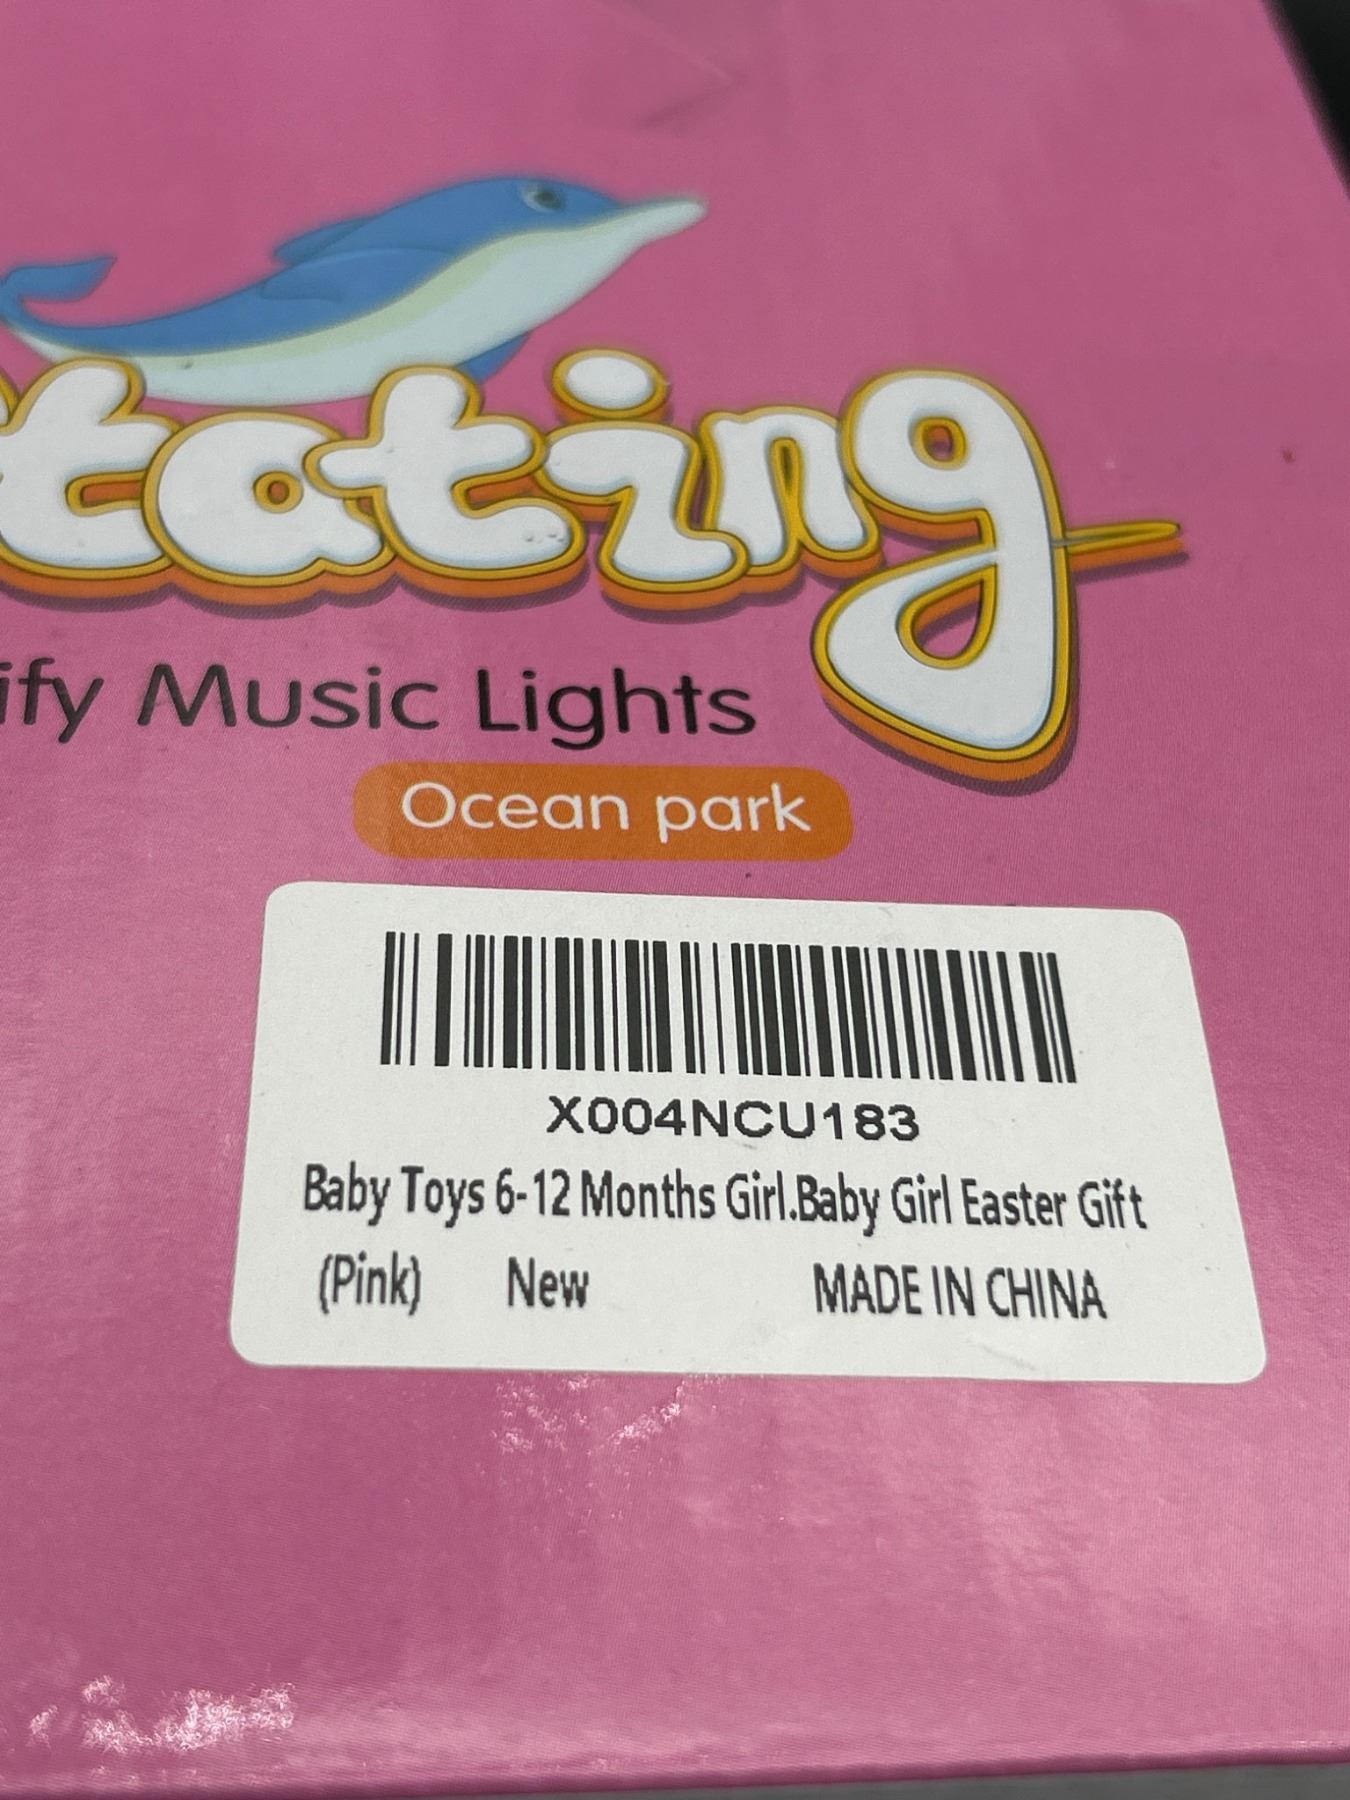 tating
ify Music Lights
Ocean park
X004NCU183
Baby Toys 6-12 Months Girl.Baby Girl Easter Gift
(Pink) New MADE IN CHINA